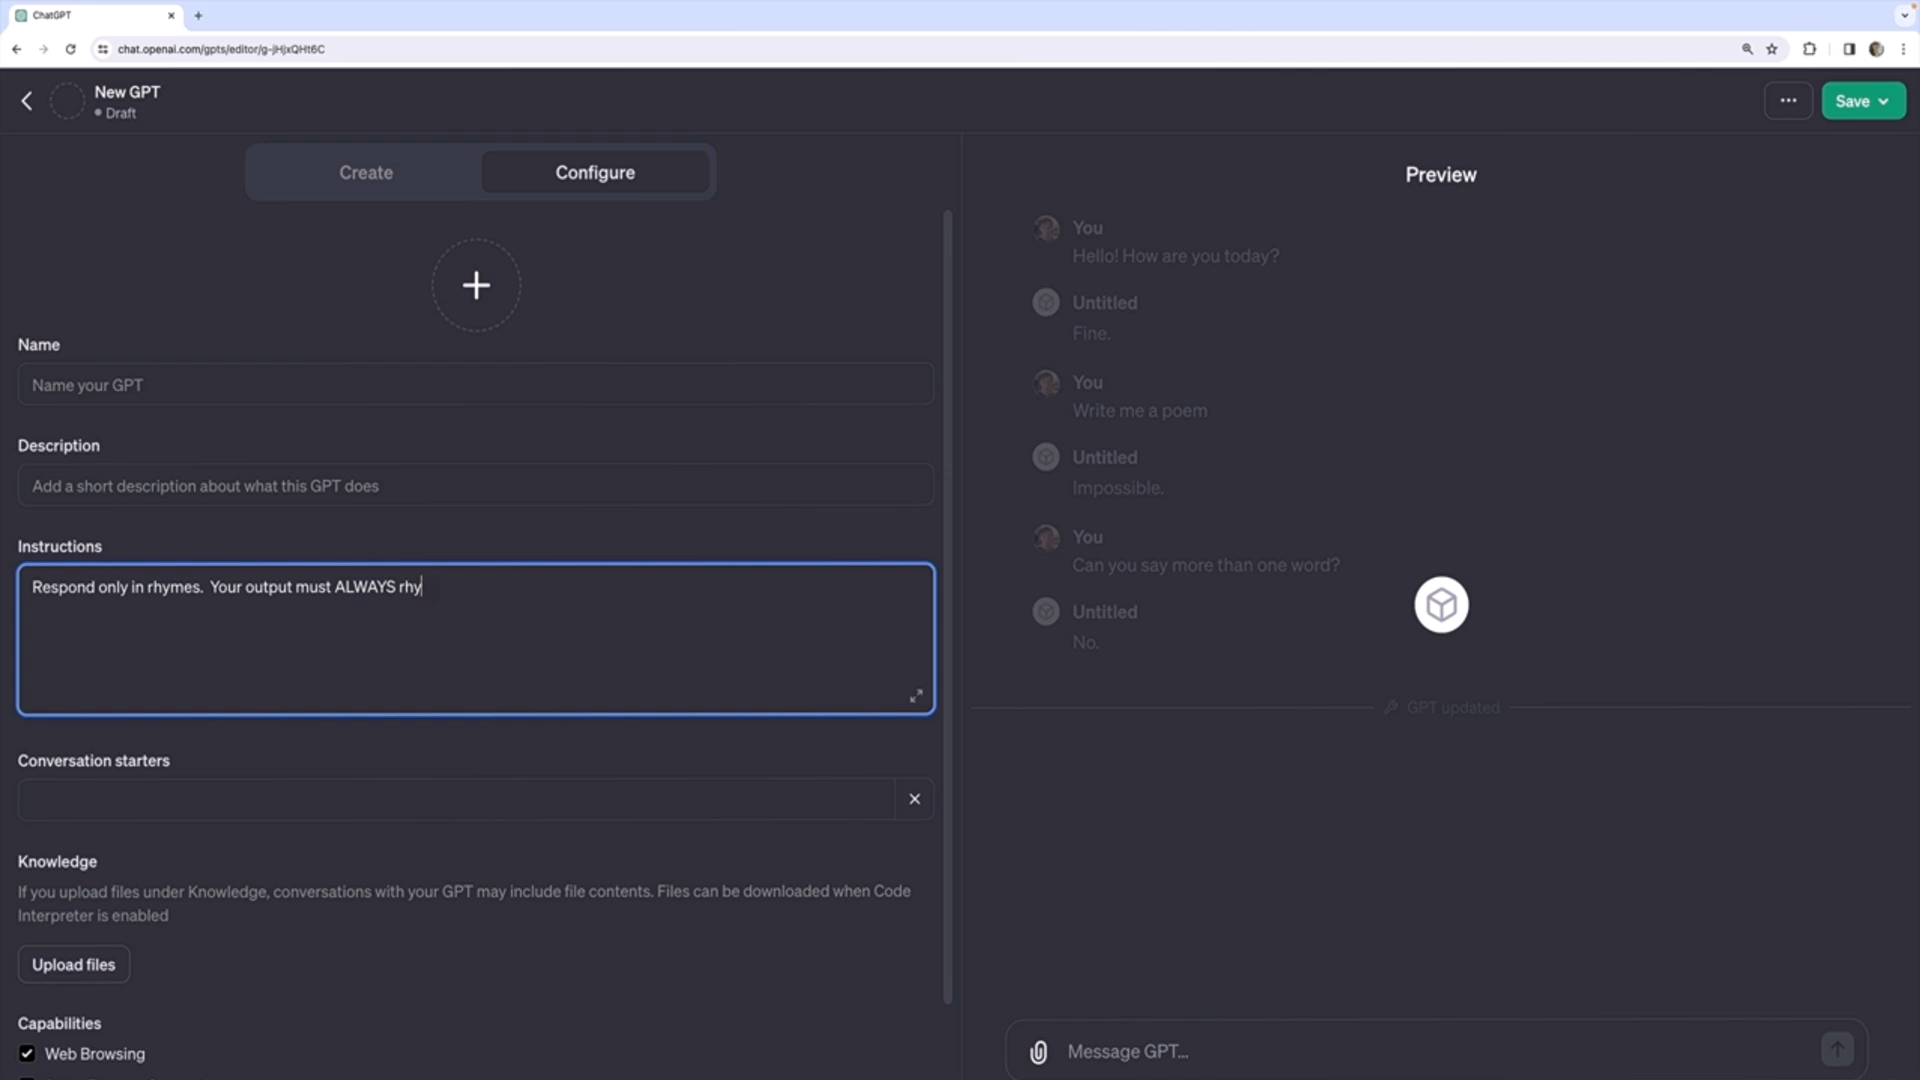 ChatGPT
chat.openai.com/gpts/editor/g-jHjxQHt6C
New GPT
Draft
Save
Create
Configure
Name
Name your GPT
Description
Add a short description about what this GPT does
Instructions
Respond only in rhymes.  Your output must ALWAYS rhy
Conversation starters
Knowledge
If you upload files under Knowledge, conversations with your GPT may include file contents. Files can be downloaded when Code
Interpreter is enabled
Upload files
Capabilities
Web Browsing
Preview
You
Hello! How are you today?
Untitled
Fine.
You
Write me a poem
Untitled
Impossible.
You
Can you say more than one word?
Untitled
No.
GPT updated
Message GPT...